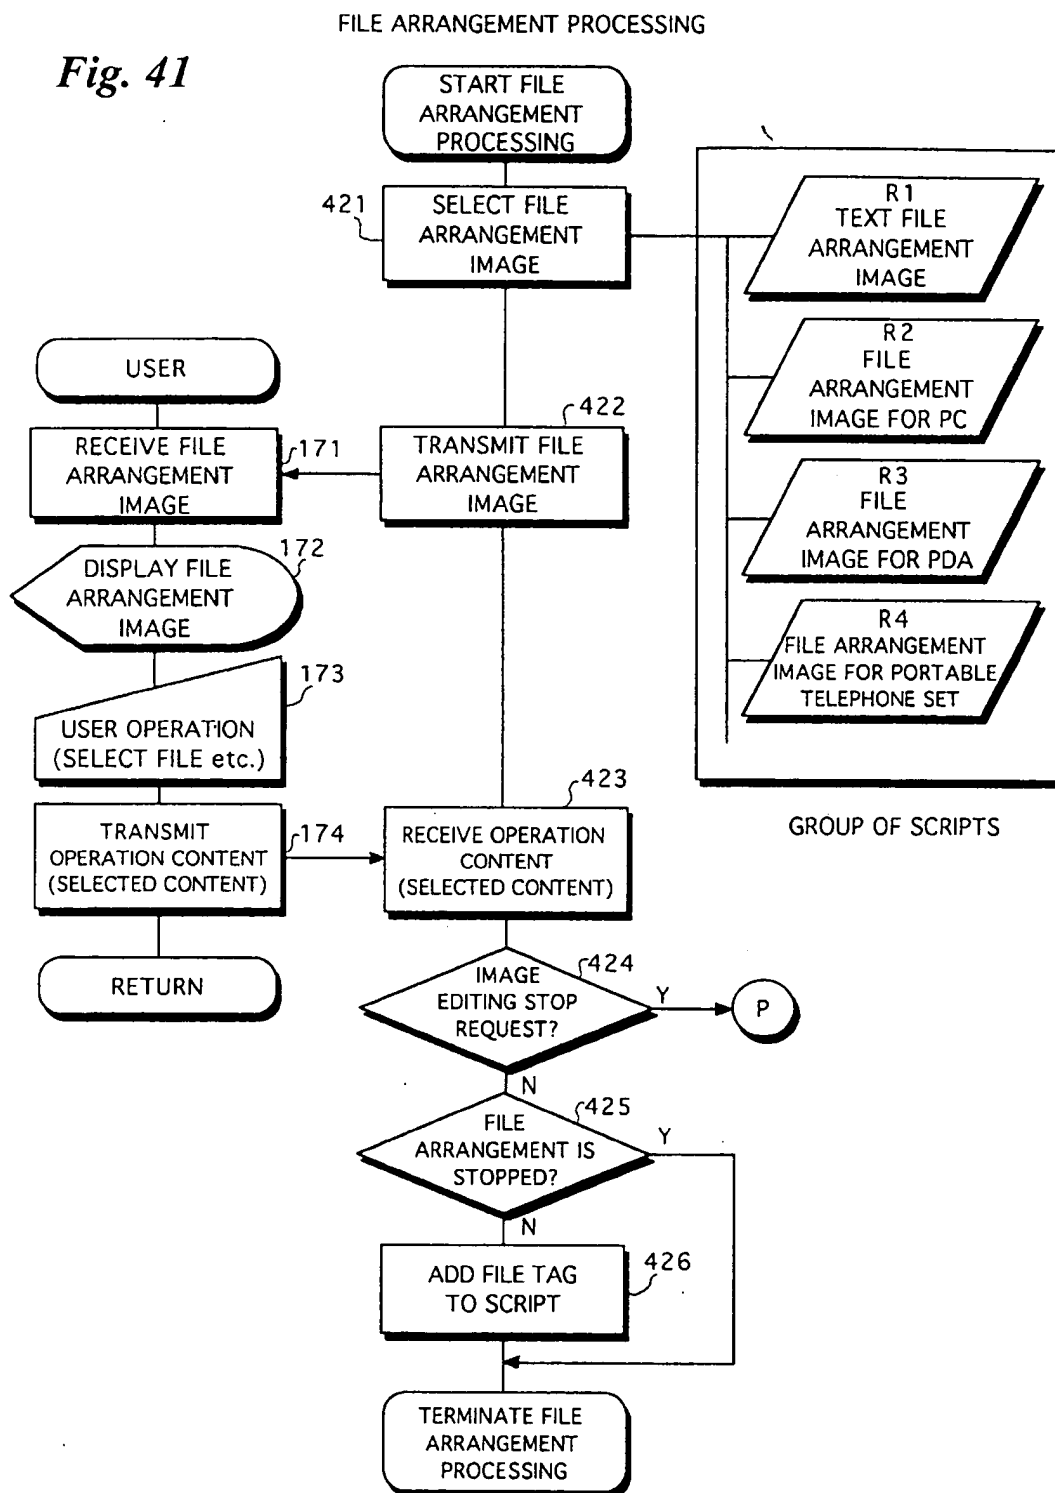 FILE ARRANGEMENT PROCESSING
Fig. 41
START FILE
ARRANGEMENT
PROCESSING
421
SELECT FILE
ARRANGEMENT
IMAGE
R1
TEXT FILE
ARRANGEMENT
IMAGE
R2
FILE
ARRANGEMENT
IMAGE FOR PC
R3
FILE
ARRANGEMENT
IMAGE FOR PDA
R4
FILE ARRANGEMENT
IMAGE FOR PORTABLE
TELEPHONE SET
GROUP OF SCRIPTS
USER
RECEIVE FILE
ARRANGEMENT
IMAGE
171
422
TRANSMIT FILE
ARRANGEMENT
IMAGE
172
DISPLAY FILE
ARRANGEMENT
IMAGE
173
USER OPERATION
(SELECT FILE etc.)
TRANSMIT
OPERATION CONTENT
(SELECTED CONTENT)
174
RETURN
423
RECEIVE OPERATION
CONTENT
(SELECTED CONTENT)
424
IMAGE
EDITING STOP
REQUEST?
Y
P
N
425
FILE
ARRANGEMENT IS
STOPPED?
Y
N
ADD FILE TAG
TO SCRIPT
426
TERMINATE FILE
ARRANGEMENT
PROCESSING